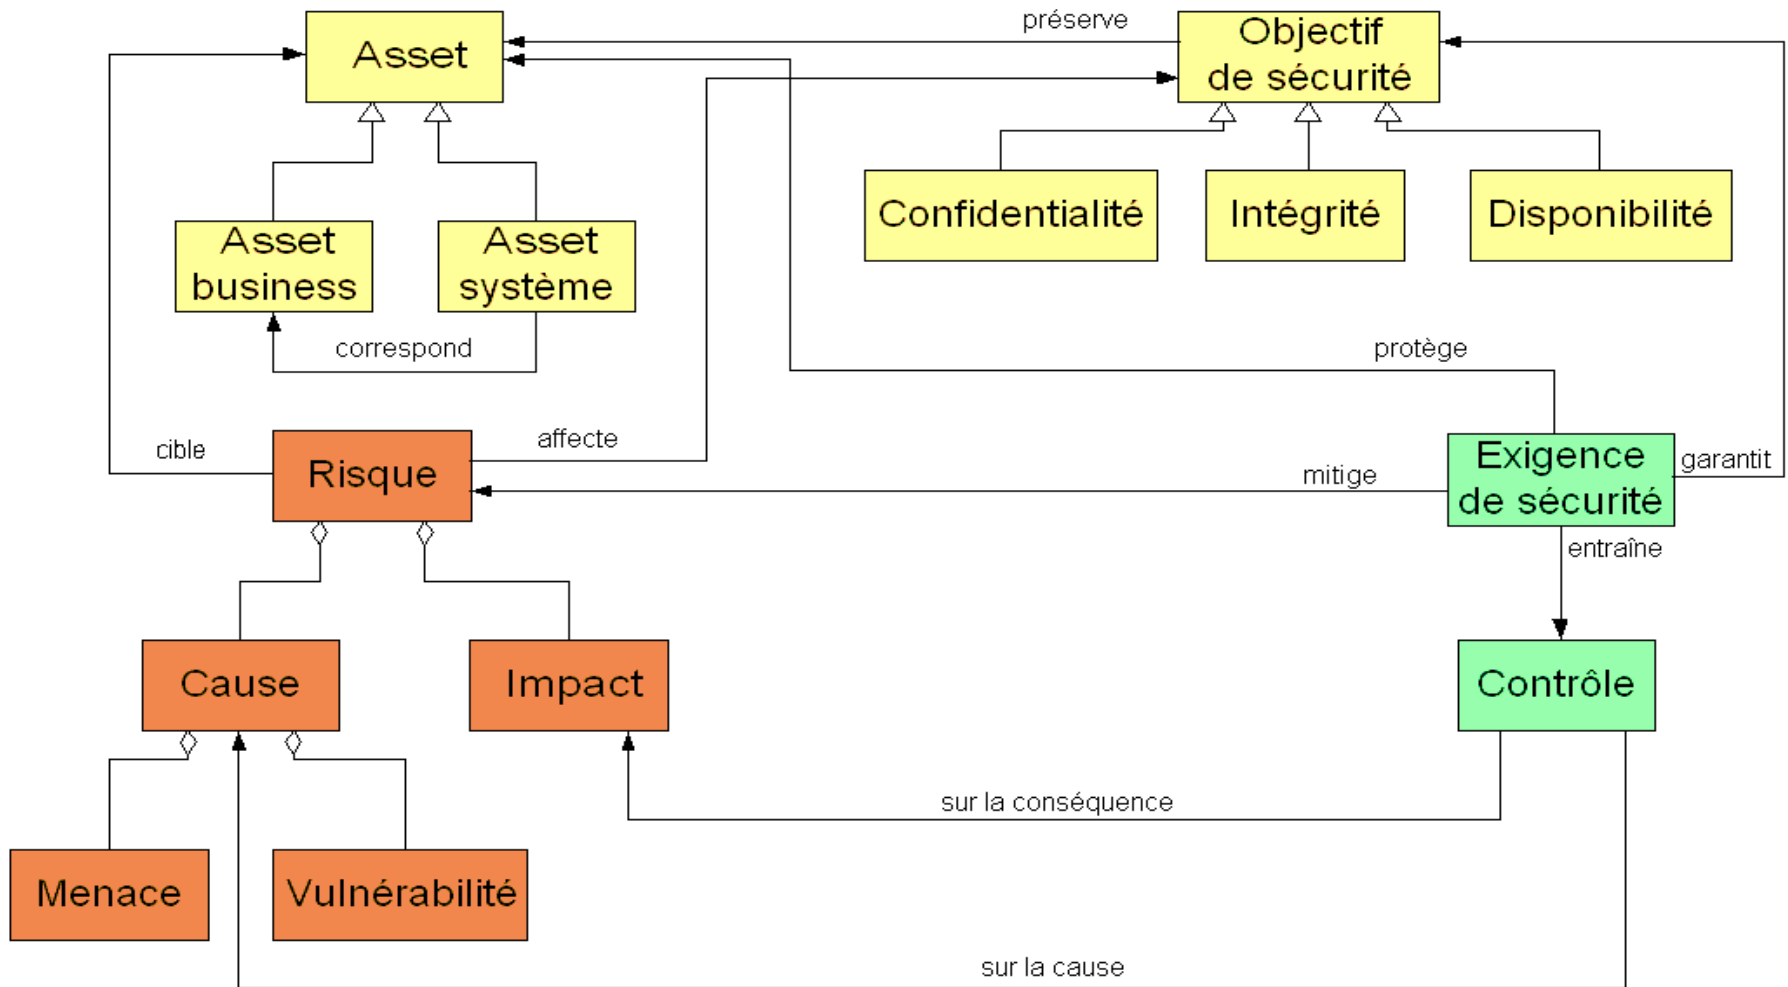 préserve
Objectif
de sécurité
Asset
Confidentialité
Intégrité
Disponibilité
Asset
business
Asset
système
correspond
protège
cible
affecte
Risque
mitige
Exigence
de sécurité
garantit
entraîne
Cause
Impact
Contrôle
sur la conséquence
Menace
Vulnérabilité
sur la cause